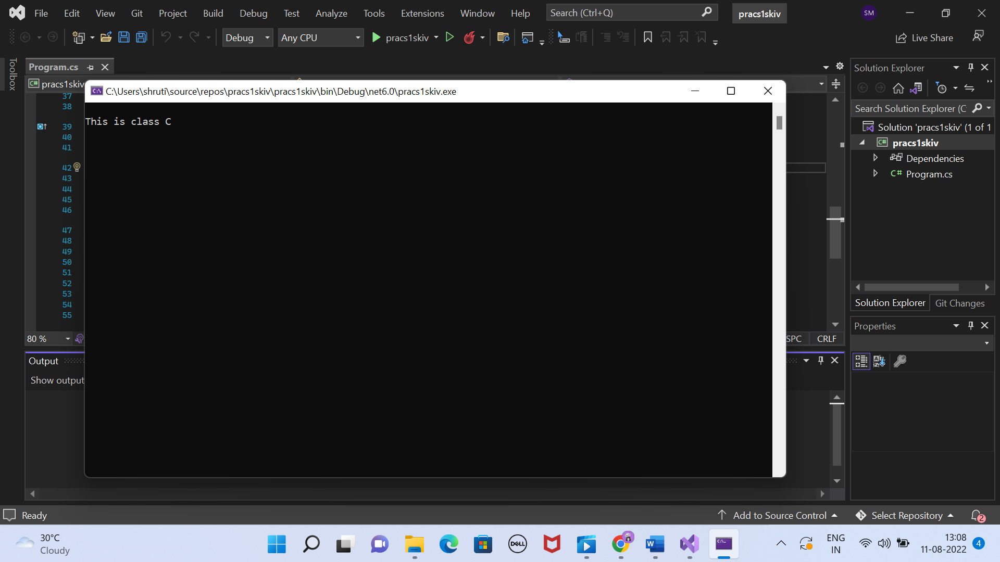 File Edit View Git Project Build Debug Test Analyze Tools Extensions Window Help Search (Ctrl+Q) pracs1skiv SM
Debug Any CPU pracs1skiv Live Share
Toolbox
Program.cs
pracs1skiv
C:\Users\shruti\source\repos\pracs1skiv\pracs1skiv\bin\Debug\net6.0\pracs1skiv.exe
This is class C
37
38
39
40
41
42
43
44
45
46
47
48
49
50
51
52
53
54
55
80 % SPC CRLF
Output
Show output
Solution Explorer
Search Solution Explorer (C
Solution 'pracs1skiv' (1 of 1
C# pracs1skiv
Dependencies
C# Program.cs
Solution Explorer Git Changes
Properties
Ready Add to Source Control Select Repository 2
30°C
Cloudy
DELL
W
ENG
IN
13:08
11-08-2022
4